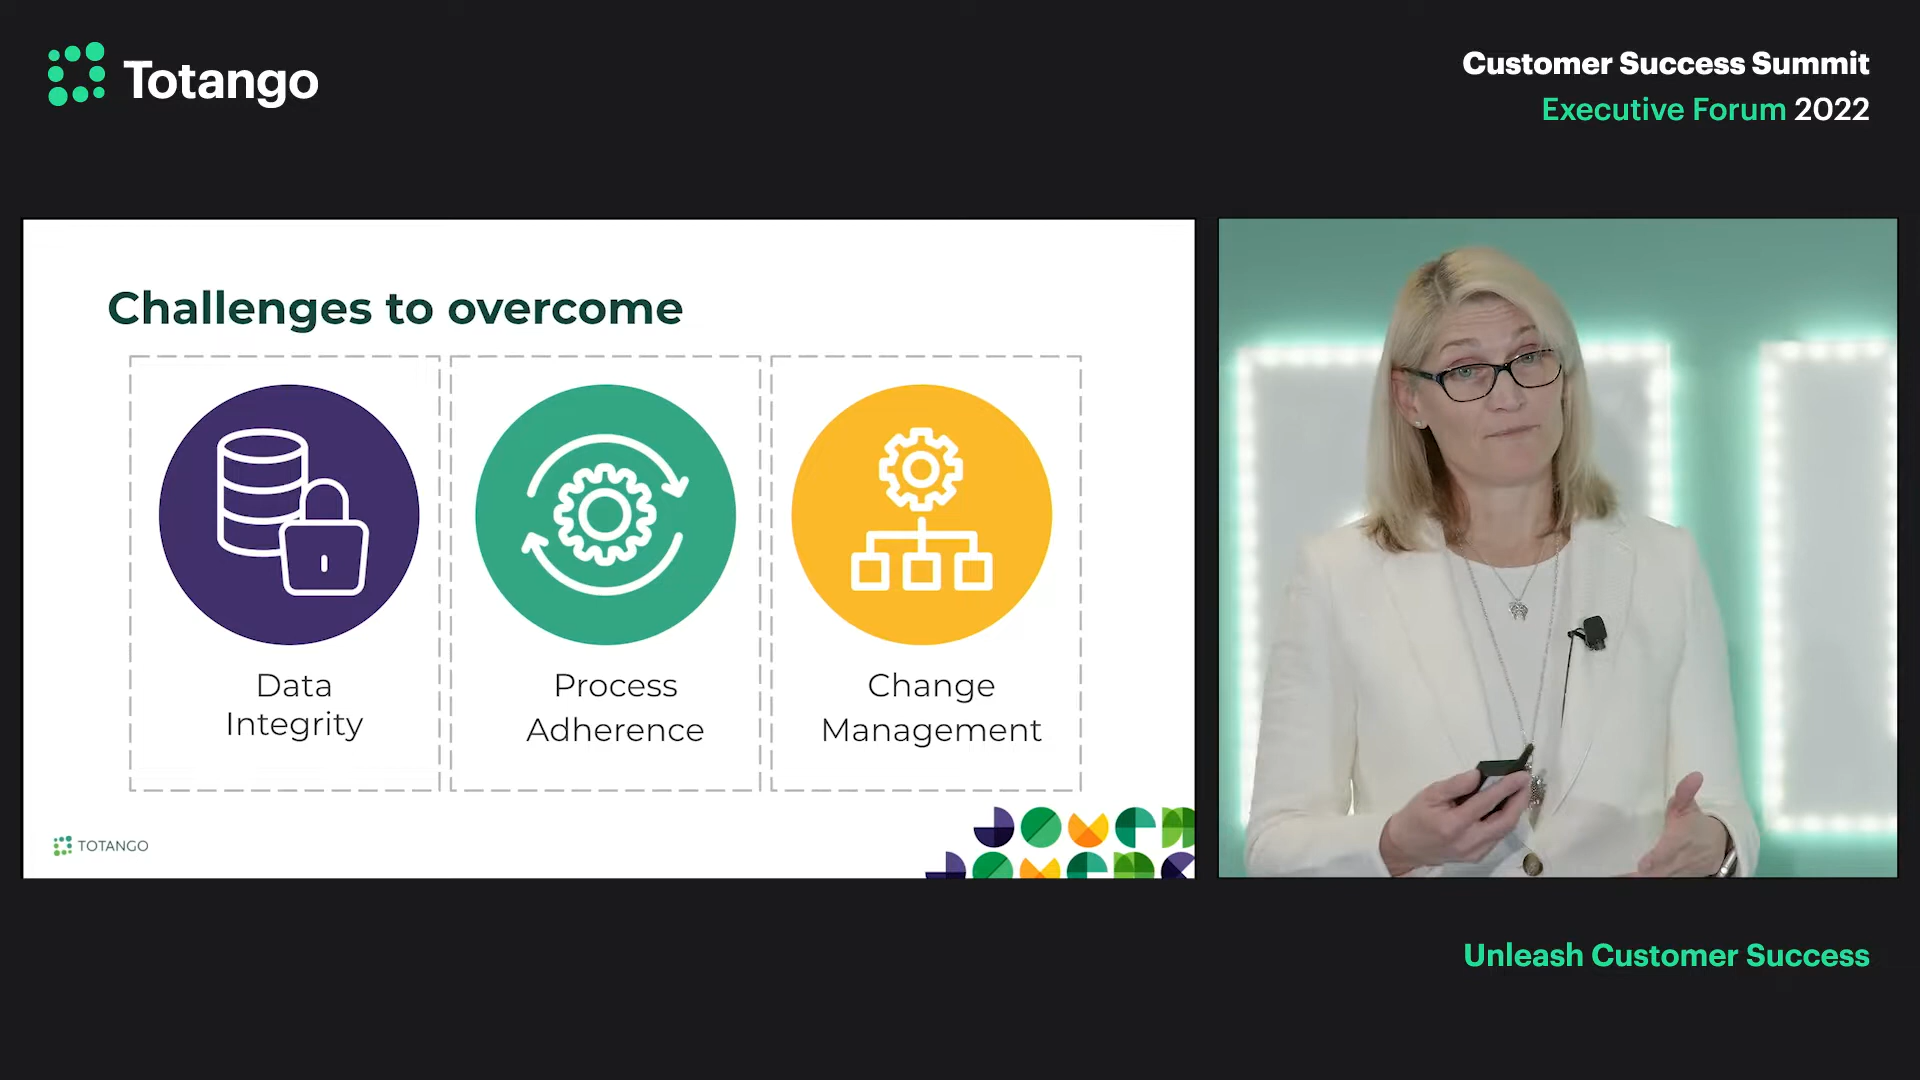 Totango
Customer Success Summit
Executive Forum 2022
Challenges to overcome
Data
Integrity
Process
Adherence
Change
Management
TOTANGO
Unleash Customer Success